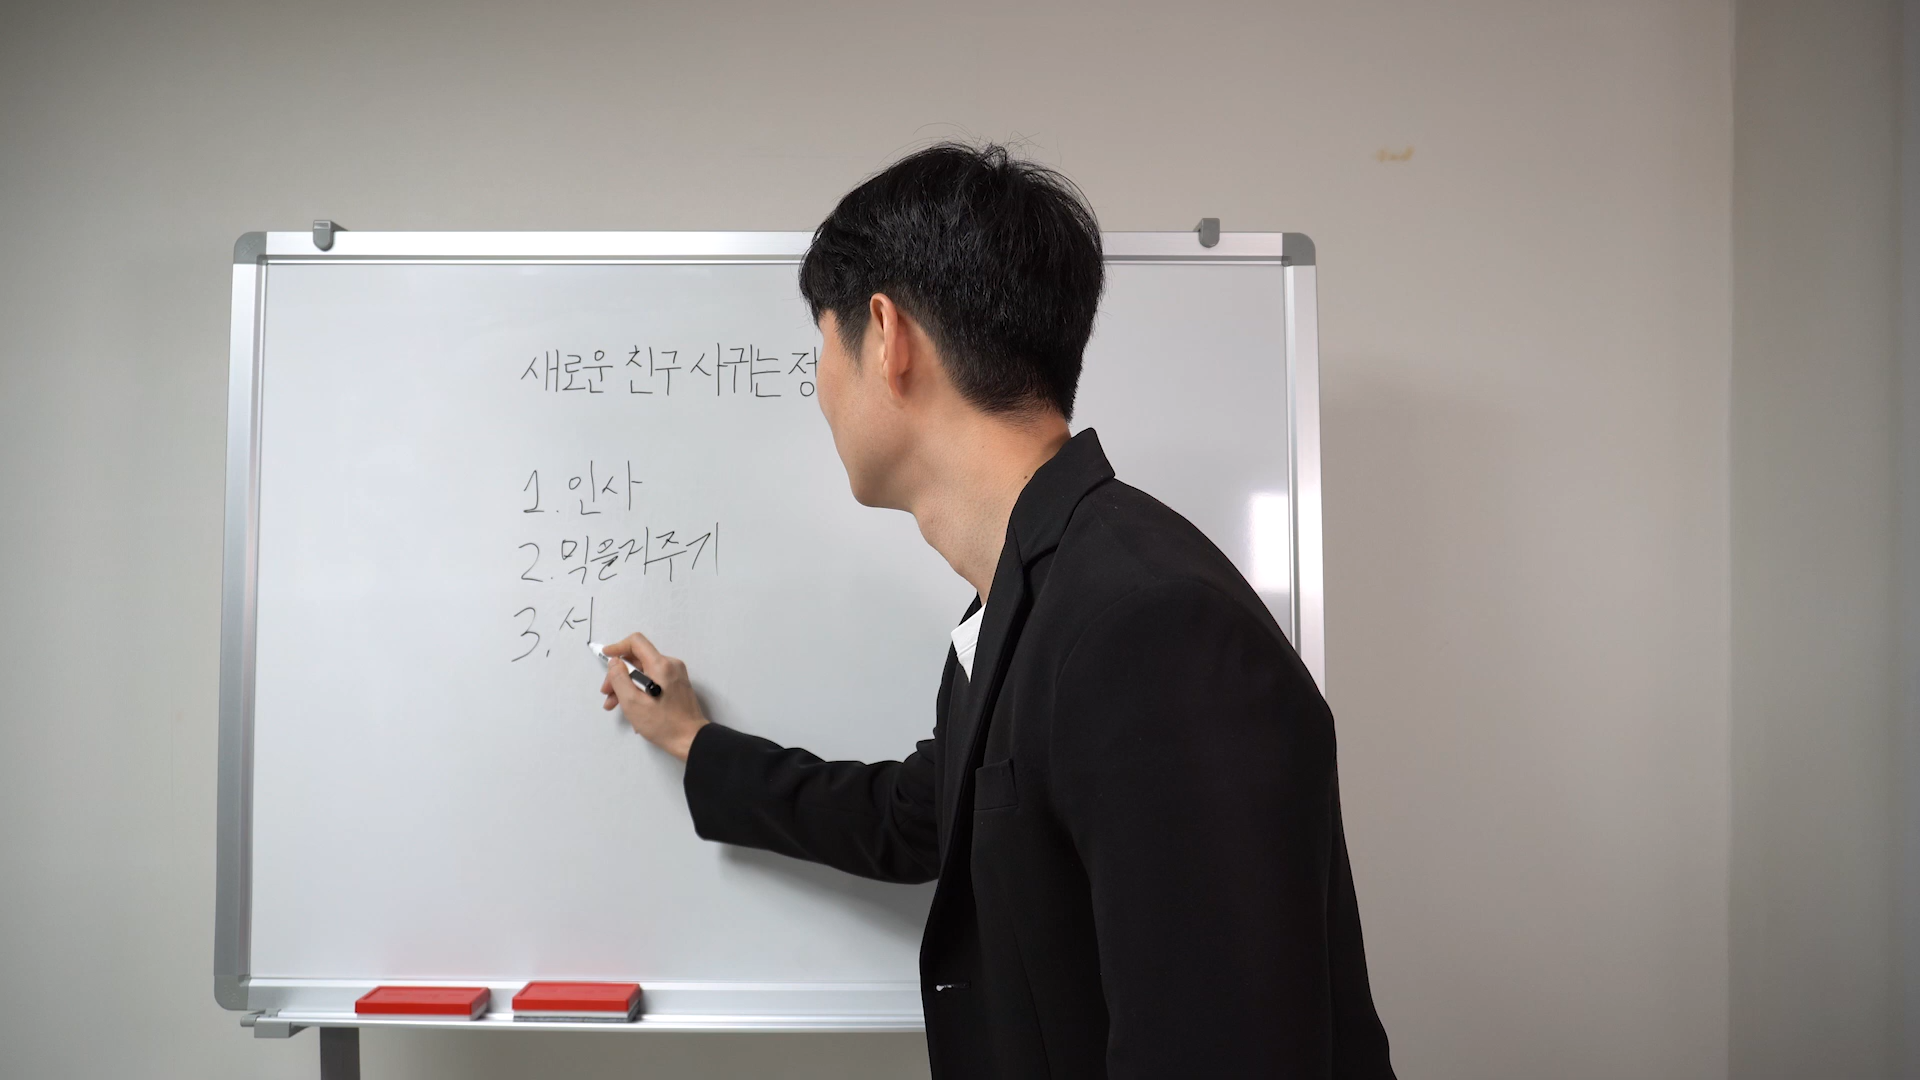 새로운 친구 사귀는
1. 인사
2. 먹을거주기
3. 서